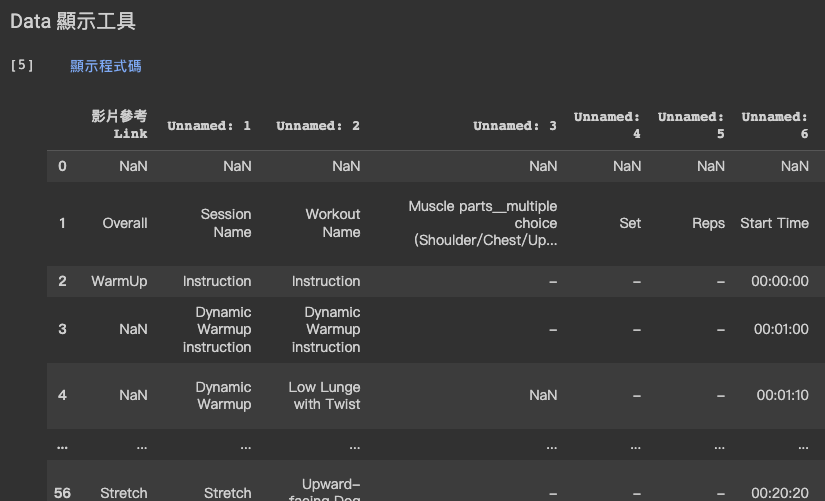 Data 顯示工具
[5] 顯示程式碼
影片參考 Link Unnamed: 1 Unnamed: 2 Unnamed: 3 Unnamed: 4 Unnamed: 5 Unnamed: 6
0 NaN NaN NaN NaN NaN NaN NaN
1 Overall Session Name Workout Name Muscle parts__multiple choice (Shoulder/Chest/Up... Set Reps Start Time
2 WarmUp Instruction Instruction – – – 00:00:00
3 NaN Dynamic Warmup instruction Dynamic Warmup instruction – – – 00:01:00
4 NaN Dynamic Warmup Low Lunge with Twist NaN – – 00:01:10
... ... ... ... ... ... ... ...
56 Stretch Stretch Upward-facing Dog – – – 00:20:20